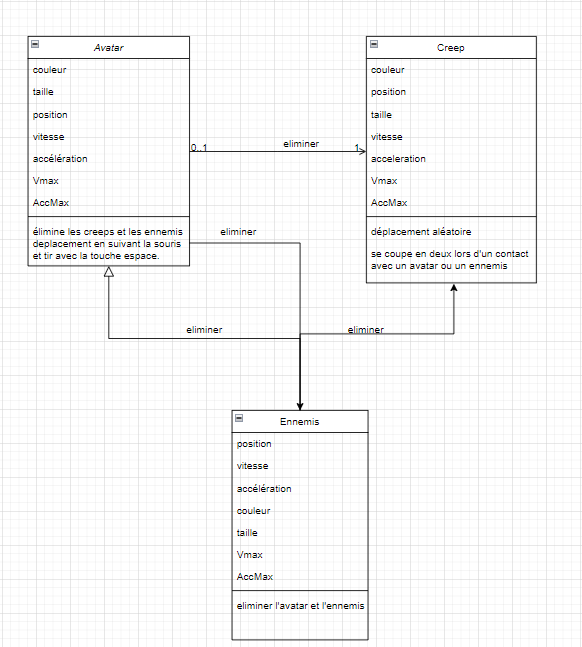 Avatar
couleur
taille
position
vitesse
accélération
Vmax
AccMax
élimine les creeps et les ennemis
deplacement en suivant la souris
et tir avec la touche espace.
Creep
couleur
position
taille
vitesse
acceleration
Vmax
AccMax
déplacement aléatoire
se coupe en deux lors d'un contact
avec un avatar ou un ennemis
0..1
eliminer
1
eliminer
eliminer
eliminer
Ennemis
position
vitesse
accélération
couleur
taille
Vmax
AccMax
eliminer l'avatar et l'ennemis